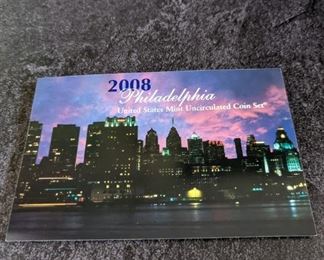 2008
Philadelphia
United States Mint Uncirculated Coin Set®